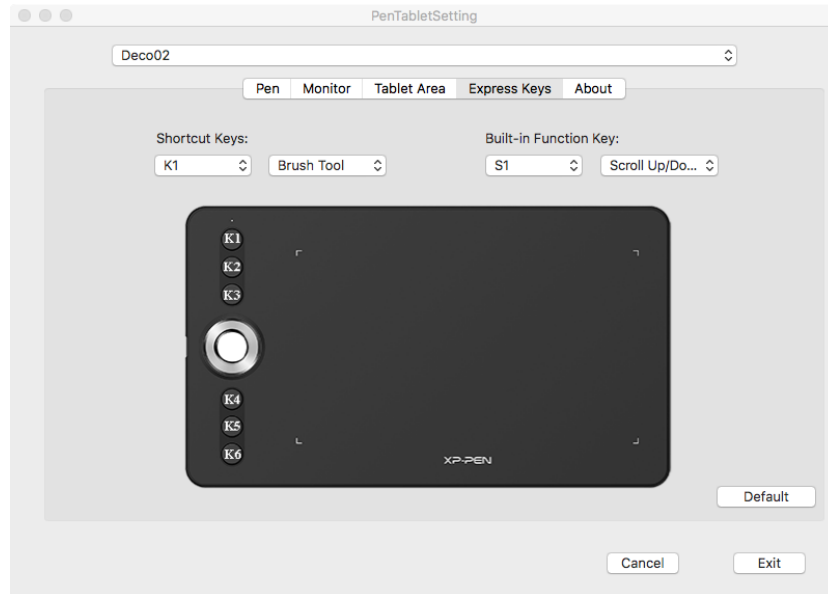 PenTabletSetting
Deco02
Pen Monitor Tablet Area Express Keys About
Shortcut Keys: Built-in Function Key:
K1 Brush Tool S1 Scroll Up/Do...
K1
K2
K3
K4
K5
K6
XP-PEN
Default
Cancel Exit